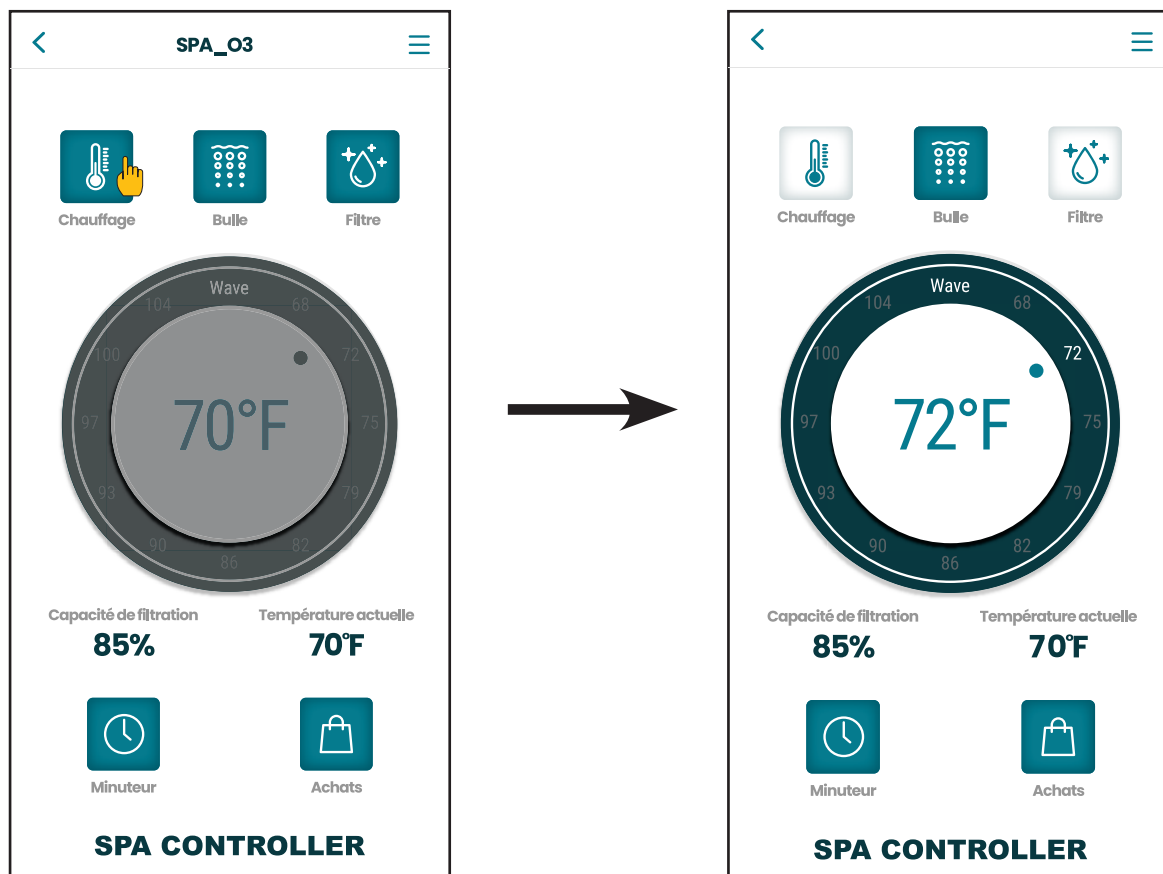 SPA_03
Chauffage
Bulle
Filtre
Wave
104
68
100
72
97
75
70°F
93
79
90
82
86
Capacité de filtration
Température actuelle
85%
70°F
Minuteur
Achats
SPA CONTROLLER
Chauffage
Bulle
Filtre
Wave
104
68
100
72
97
75
72°F
93
79
90
82
86
Capacité de filtration
Température actuelle
85%
70°F
Minuteur
Achats
SPA CONTROLLER